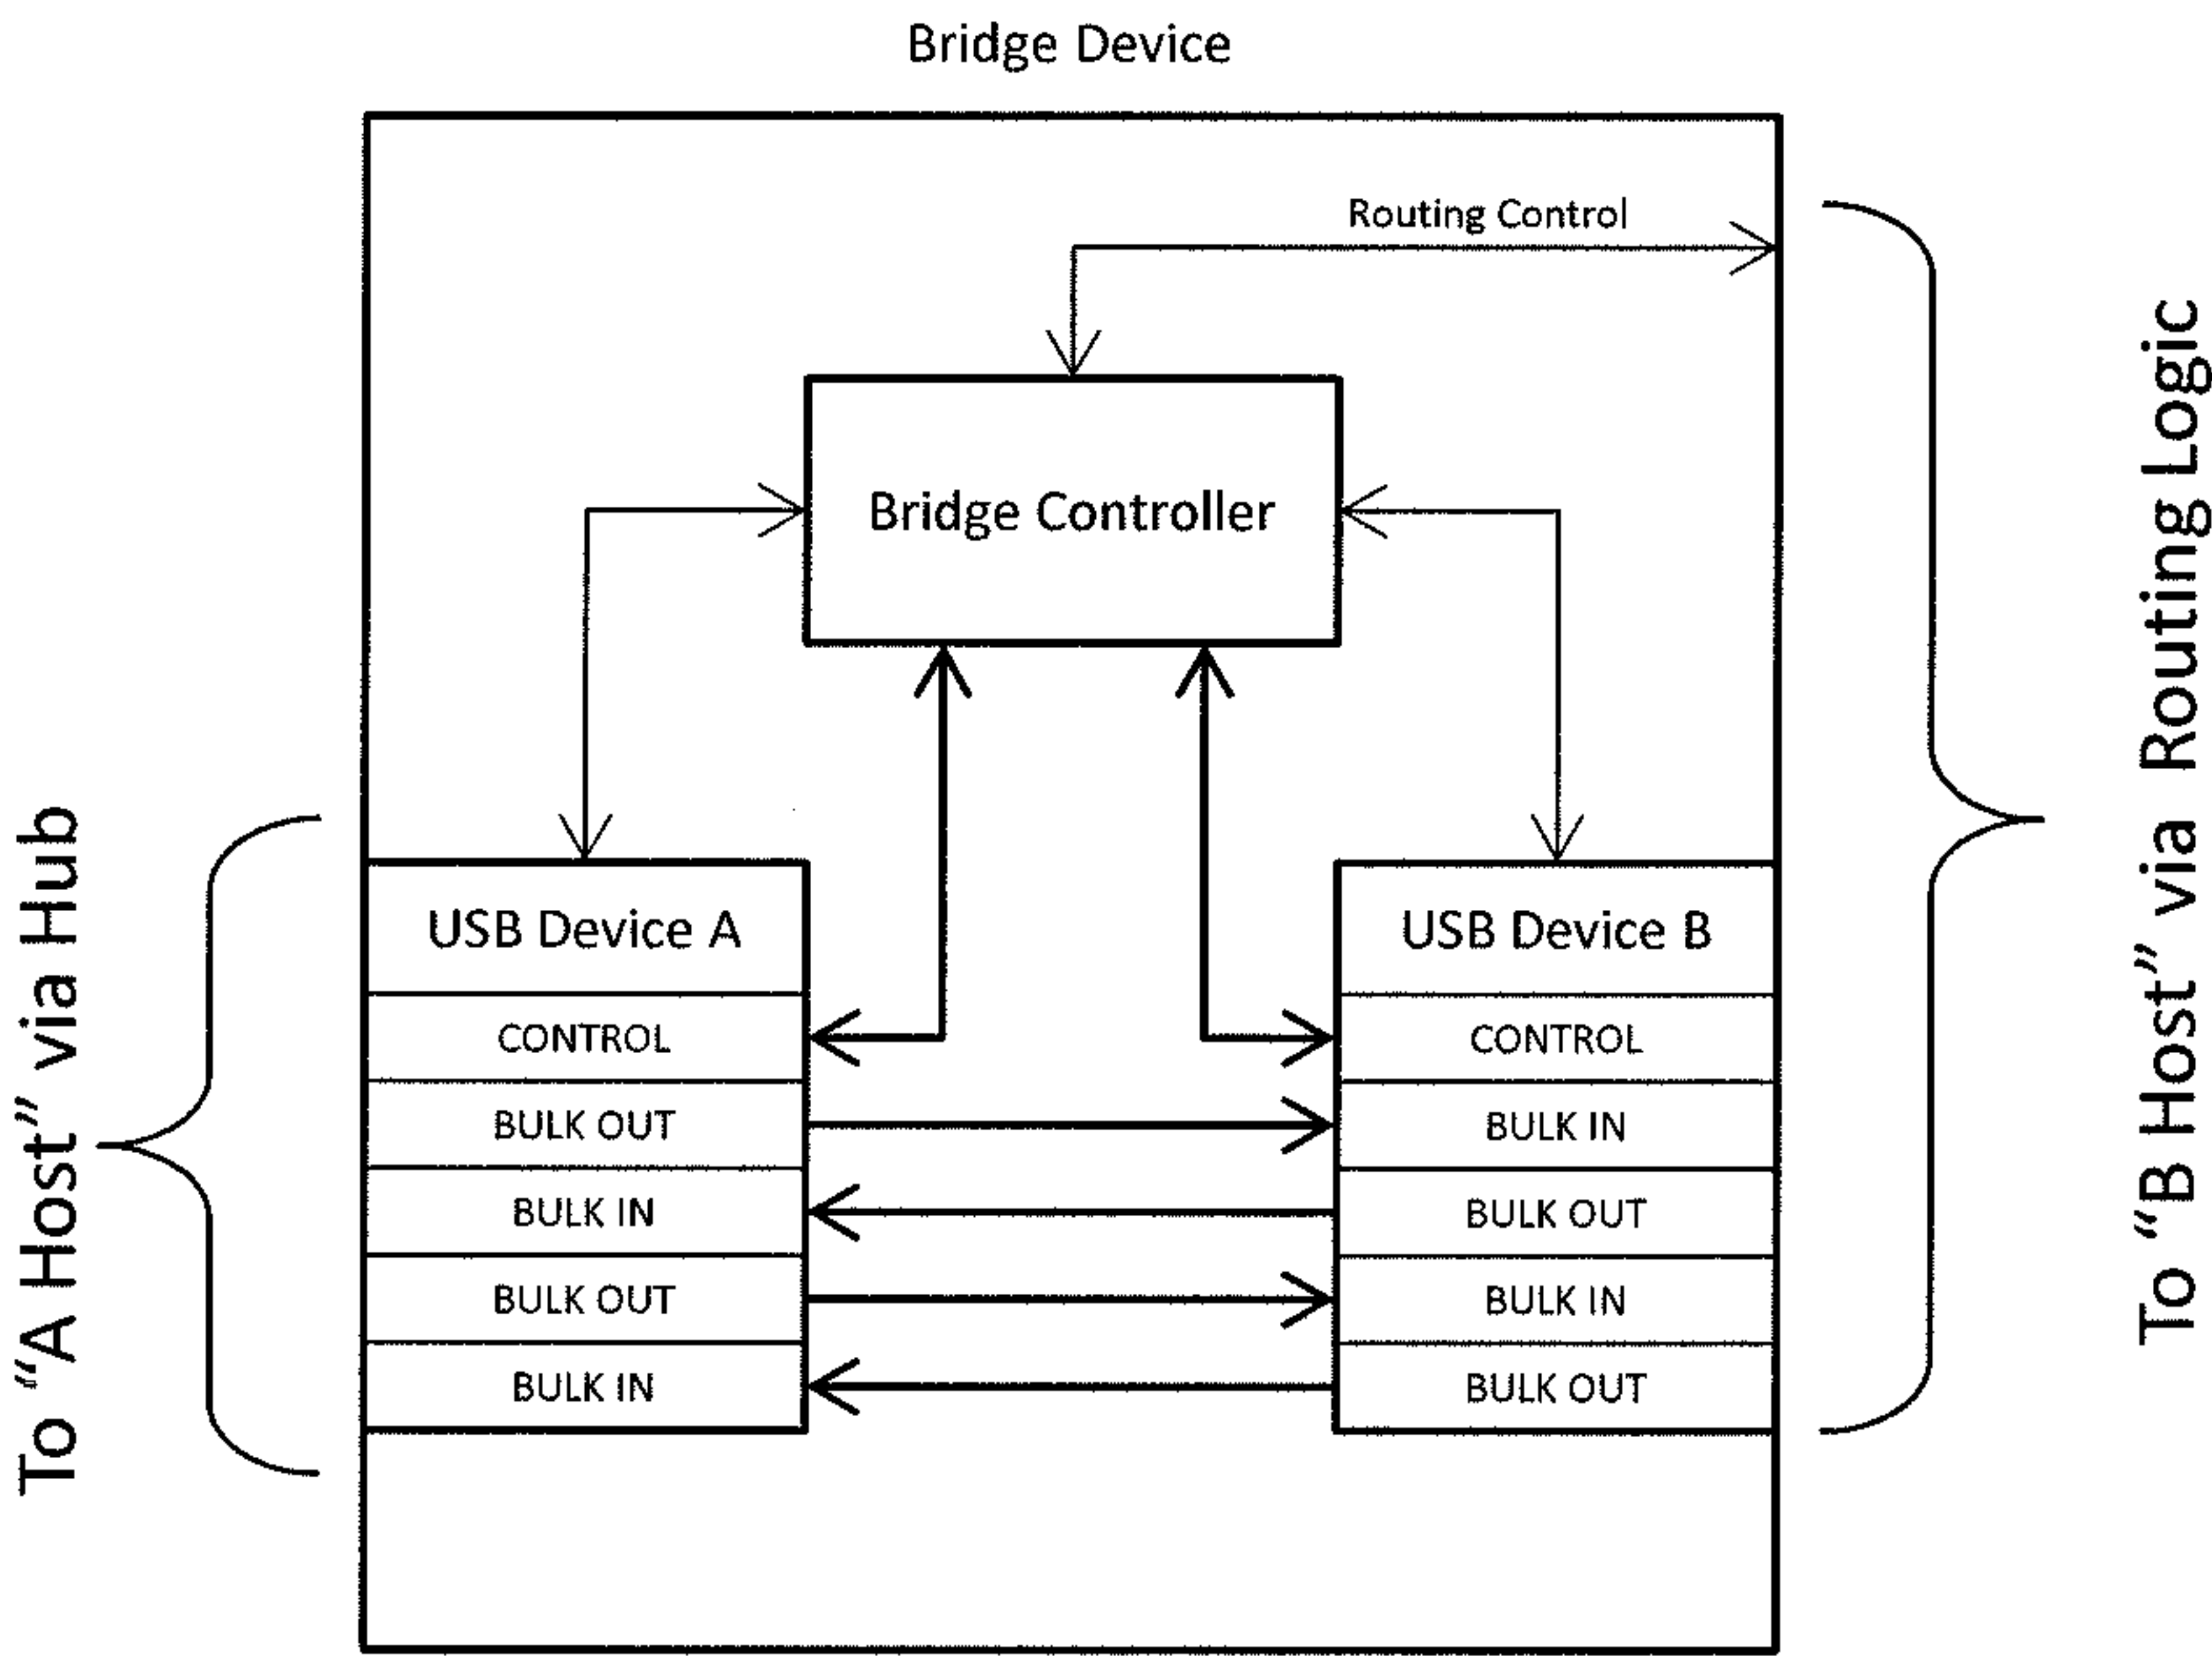 Bridge Device
Routing Control
Bridge Controller
To “A Host” via Hub
USB Device A
CONTROL
BULK OUT
BULK IN
BULK OUT
BULK IN
USB Device B
CONTROL
BULK IN
BULK OUT
BULK IN
BULK OUT
To “B Host” via Routing Logic